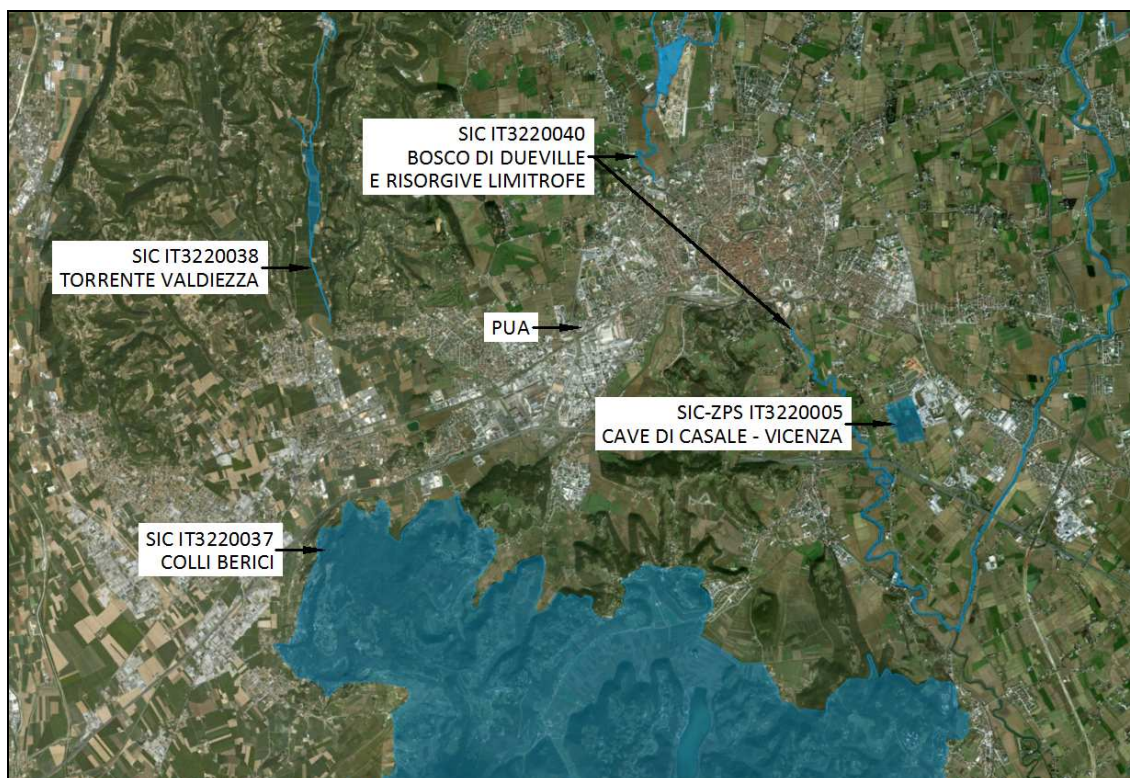 SIC IT3220040
BOSCO DI DUEVILLE
E RISORGIVE LIMITROFE
SIC IT3220038
TORRENTE VALDIEZZA
PUA
SIC-ZPS IT3220005
CAVE DI CASALE - VICENZA
SIC IT3220037
COLLI BERICI